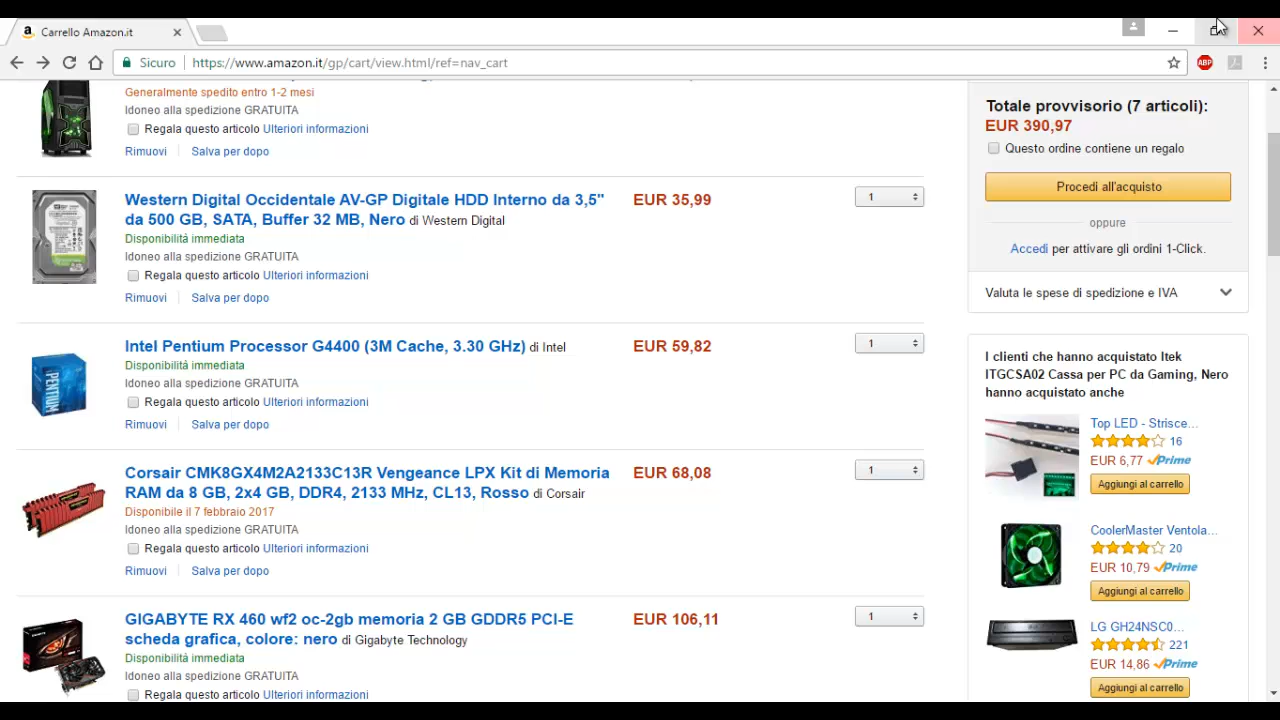 Carrello Amazon.it
Sicuro
https://www.amazon.it/gp/cart/view.html/ref=nav_cart
ABP
Generalmente spedito entro 1-2 mesi
Idoneo alla spedizione GRATUITA
Regala questo articolo Ulteriori informazioni
Rimuovi Salva per dopo
Western Digital Occidentale AV-GP Digitale HDD Interno da 3,5" EUR 35,99 1
da 500 GB, SATA, Buffer 32 MB, Nero di Western Digital
Disponibilità immediata
Idoneo alla spedizione GRATUITA
Regala questo articolo Ulteriori informazioni
Rimuovi Salva per dopo
Intel Pentium Processor G4400 (3M Cache, 3.30 GHz) di Intel EUR 59,82 1
Disponibilità immediata
Idoneo alla spedizione GRATUITA
Regala questo articolo Ulteriori informazioni
Rimuovi Salva per dopo
PENTIUM
Corsair CMK8GX4M2A2133C13R Vengeance LPX Kit di Memoria EUR 68,08 1
RAM da 8 GB, 2x4 GB, DDR4, 2133 MHz, CL13, Rosso di Corsair
Disponibile il 7 febbraio 2017
Idoneo alla spedizione GRATUITA
Regala questo articolo Ulteriori informazioni
Rimuovi Salva per dopo
GIGABYTE RX 460 wf2 oc-2gb memoria 2 GB GDDR5 PCI-E EUR 106,11 1
scheda grafica, colore: nero di Gigabyte Technology
Disponibilità immediata
Idoneo alla spedizione GRATUITA
Regala questo articolo Ulteriori informazioni
Totale provvisorio (7 articoli):
EUR 390,97
Questo ordine contiene un regalo
Procedi all'acquisto
oppure
Accedi per attivare gli ordini 1-Click.
Valuta le spese di spedizione e IVA
I clienti che hanno acquistato Itek
ITGCSA02 Cassa per PC da Gaming, Nero
hanno acquistato anche
Top LED - Strisce...
16
EUR 6,77 Prime
Aggiungi al carrello
CoolerMaster Ventola...
20
EUR 10,79 Prime
Aggiungi al carrello
LG GH24NSC0...
221
EUR 14,86 Prime
Aggiungi al carrello